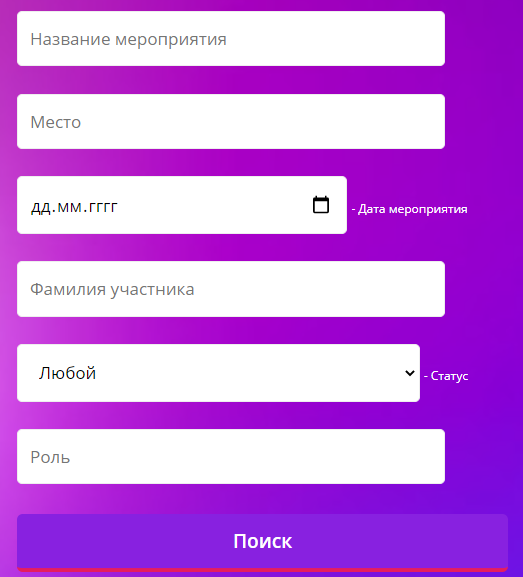 Название мероприятия
Место
дд.мм.гггг - Дата мероприятия
Фамилия участника
Любой - Статус
Роль
Поиск